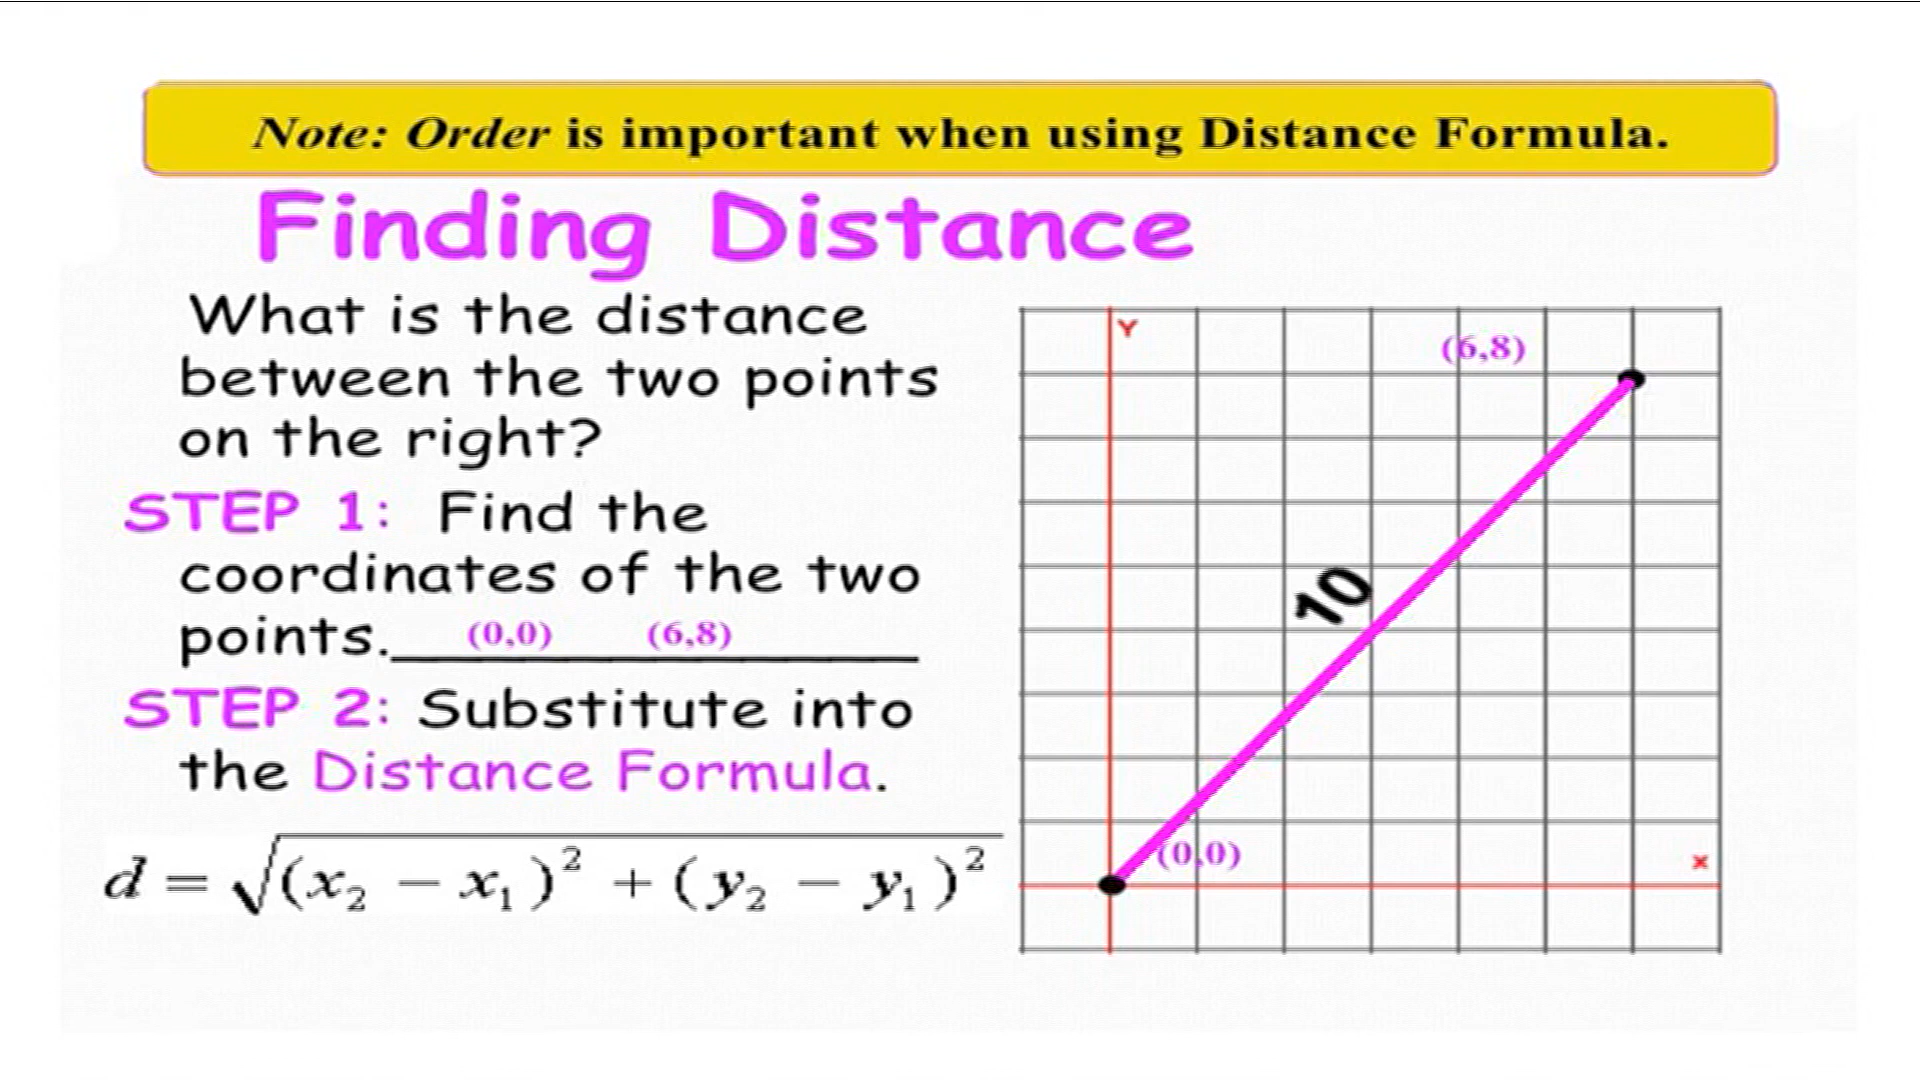 Note: Order is important when using Distance Formula.
Finding Distance
What is the distance
between the two points
on the right?
STEP 1: Find the
coordinates of the two
points. (0,0) (6,8)
STEP 2: Substitute into
the Distance Formula.
d = √(x₂ − x₁)² + (y₂ − y₁)²
Y
(6,8)
10
(0,0)
x